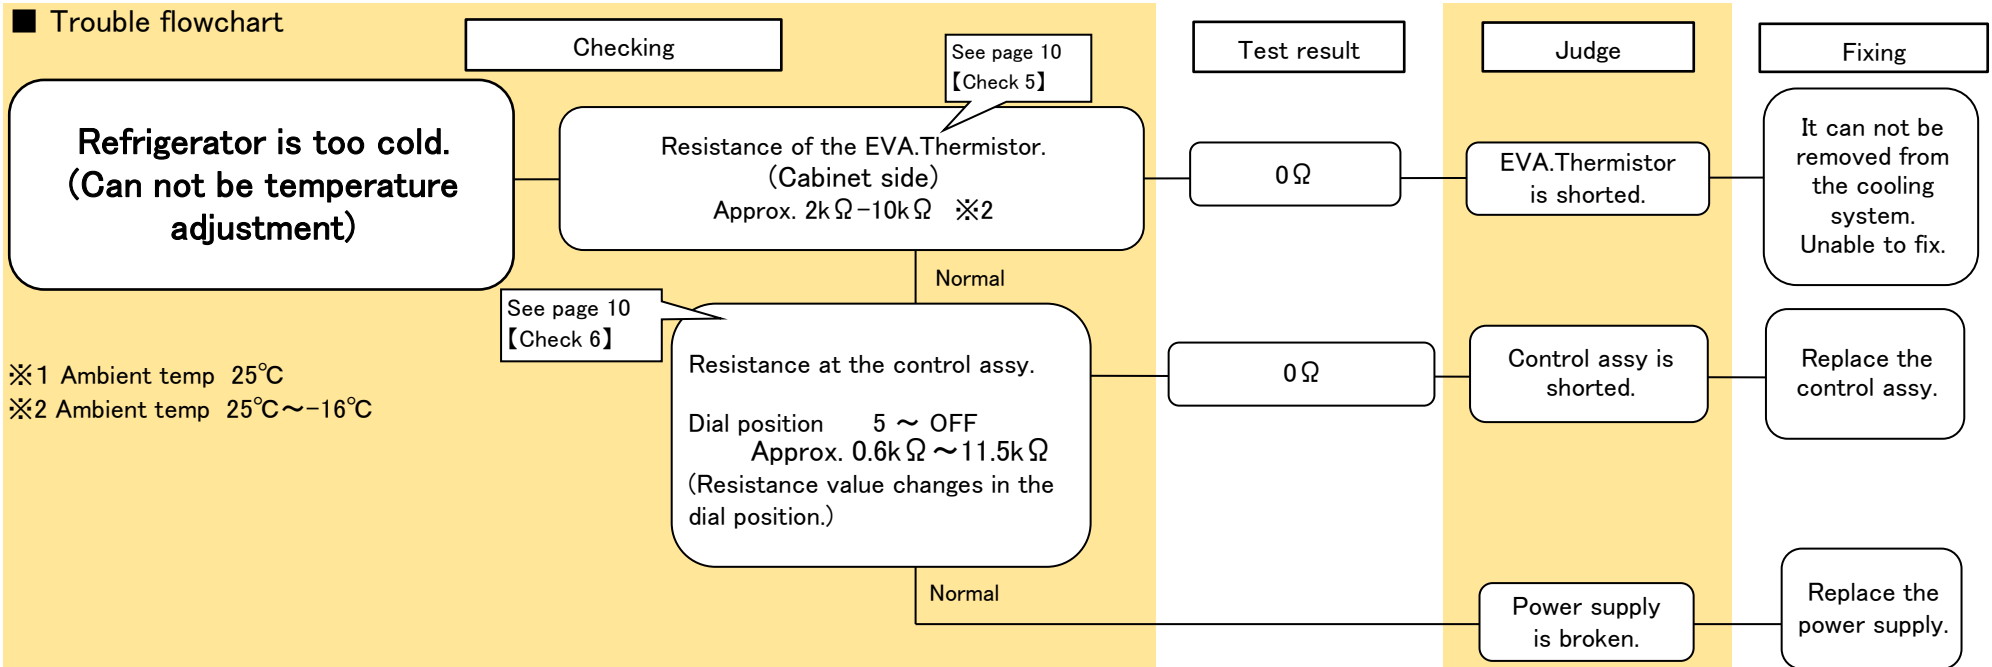 ■ Trouble flowchart
Checking
Test result
Judge
Fixing
See page 10
【Check 5】
Refrigerator is too cold.
(Can not be temperature
adjustment)
Resistance of the EVA.Thermistor.
(Cabinet side)
Approx. 2kΩ-10kΩ ※2
0Ω
EVA.Thermistor
is shorted.
It can not be
removed from
the cooling
system.
Unable to fix.
Normal
See page 10
【Check 6】
Resistance at the control assy.
Dial position 5 ～ OFF
Approx. 0.6kΩ～11.5kΩ
(Resistance value changes in the
dial position.)
0Ω
Control assy is
shorted.
Replace the
control assy.
※1 Ambient temp 25℃
※2 Ambient temp 25℃～-16℃
Normal
Power supply
is broken.
Replace the
power supply.